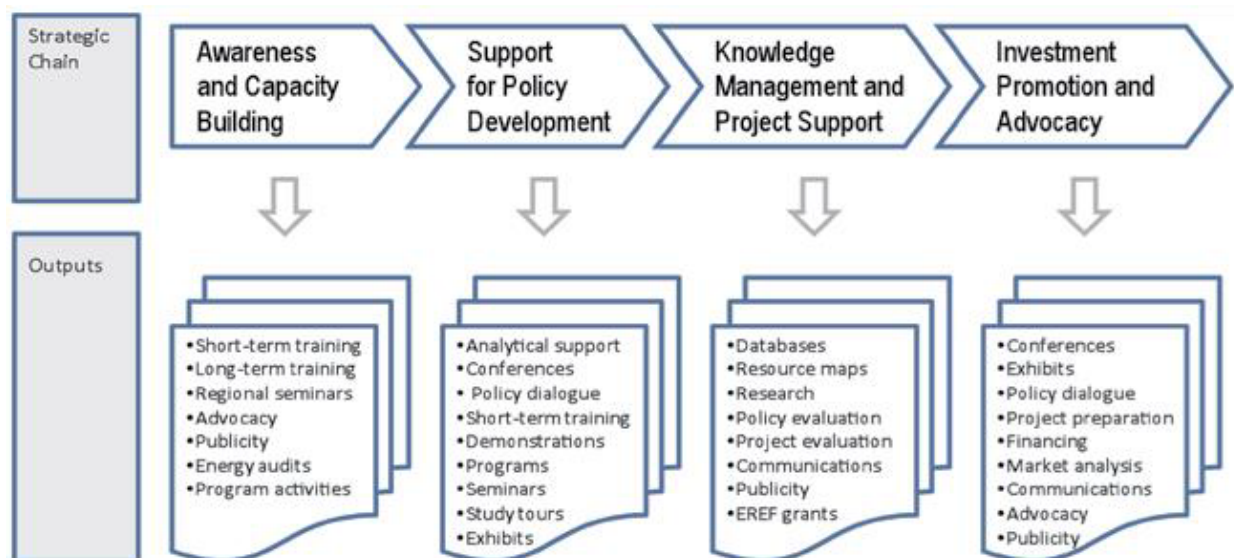 Strategic
Chain
Awareness
and Capacity
Building
Support
for Policy
Development
Knowledge
Management and
Project Support
Investment
Promotion and
Advocacy
Outputs
•Short-term training
•Long-term training
•Regional seminars
•Advocacy
•Publicity
•Energy audits
•Program activities
•Analytical support
•Conferences
• Policy dialogue
•Short-term training
•Demonstrations
•Programs
•Seminars
•Study tours
•Exhibits
•Databases
•Resource maps
•Research
•Policy evaluation
•Project evaluation
•Communications
•Publicity
•EREF grants
•Conferences
•Exhibits
•Policy dialogue
•Project preparation
•Financing
•Market analysis
•Communications
•Advocacy
•Publicity